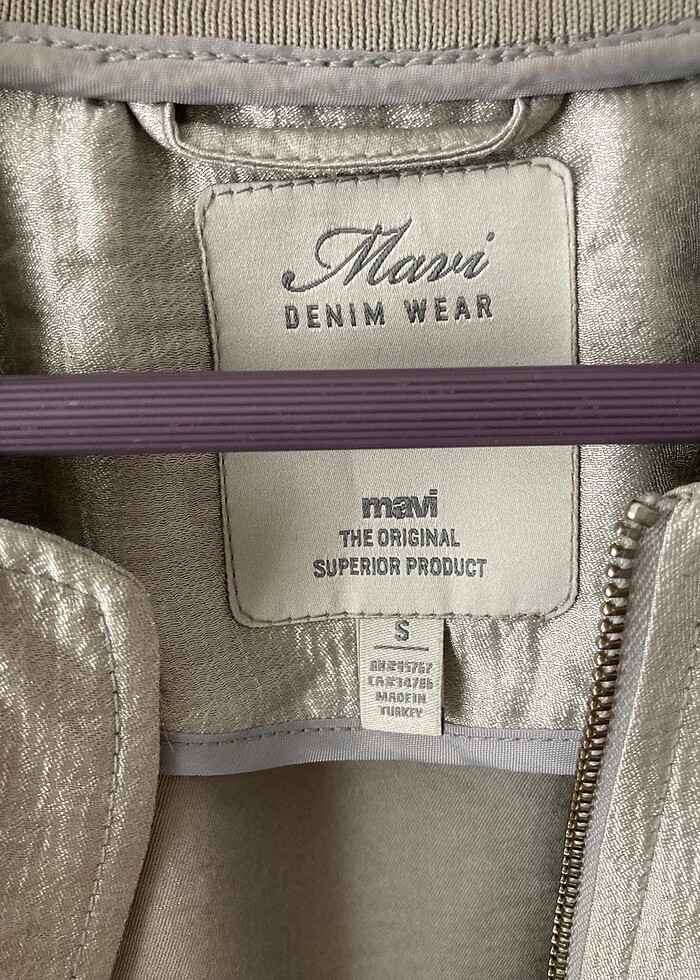 Mavi
DENIM WEAR
mavi
THE ORIGINAL
SUPERIOR PRODUCT
S
MADE IN
TURKEY